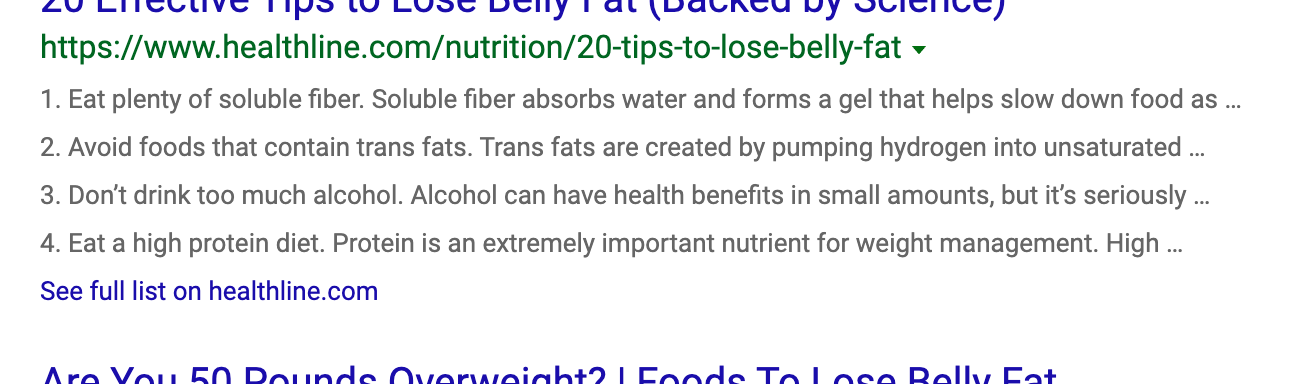 20 Effective Tips to Lose Belly Fat (Backed by Science)
https://www.healthline.com/nutrition/20-tips-to-lose-belly-fat
1. Eat plenty of soluble fiber. Soluble fiber absorbs water and forms a gel that helps slow down food as ...
2. Avoid foods that contain trans fats. Trans fats are created by pumping hydrogen into unsaturated ...
3. Don’t drink too much alcohol. Alcohol can have health benefits in small amounts, but it’s seriously ...
4. Eat a high protein diet. Protein is an extremely important nutrient for weight management. High ...
See full list on healthline.com
Are You 50 Pounds Overweight? | Foods To Lose Belly Fat